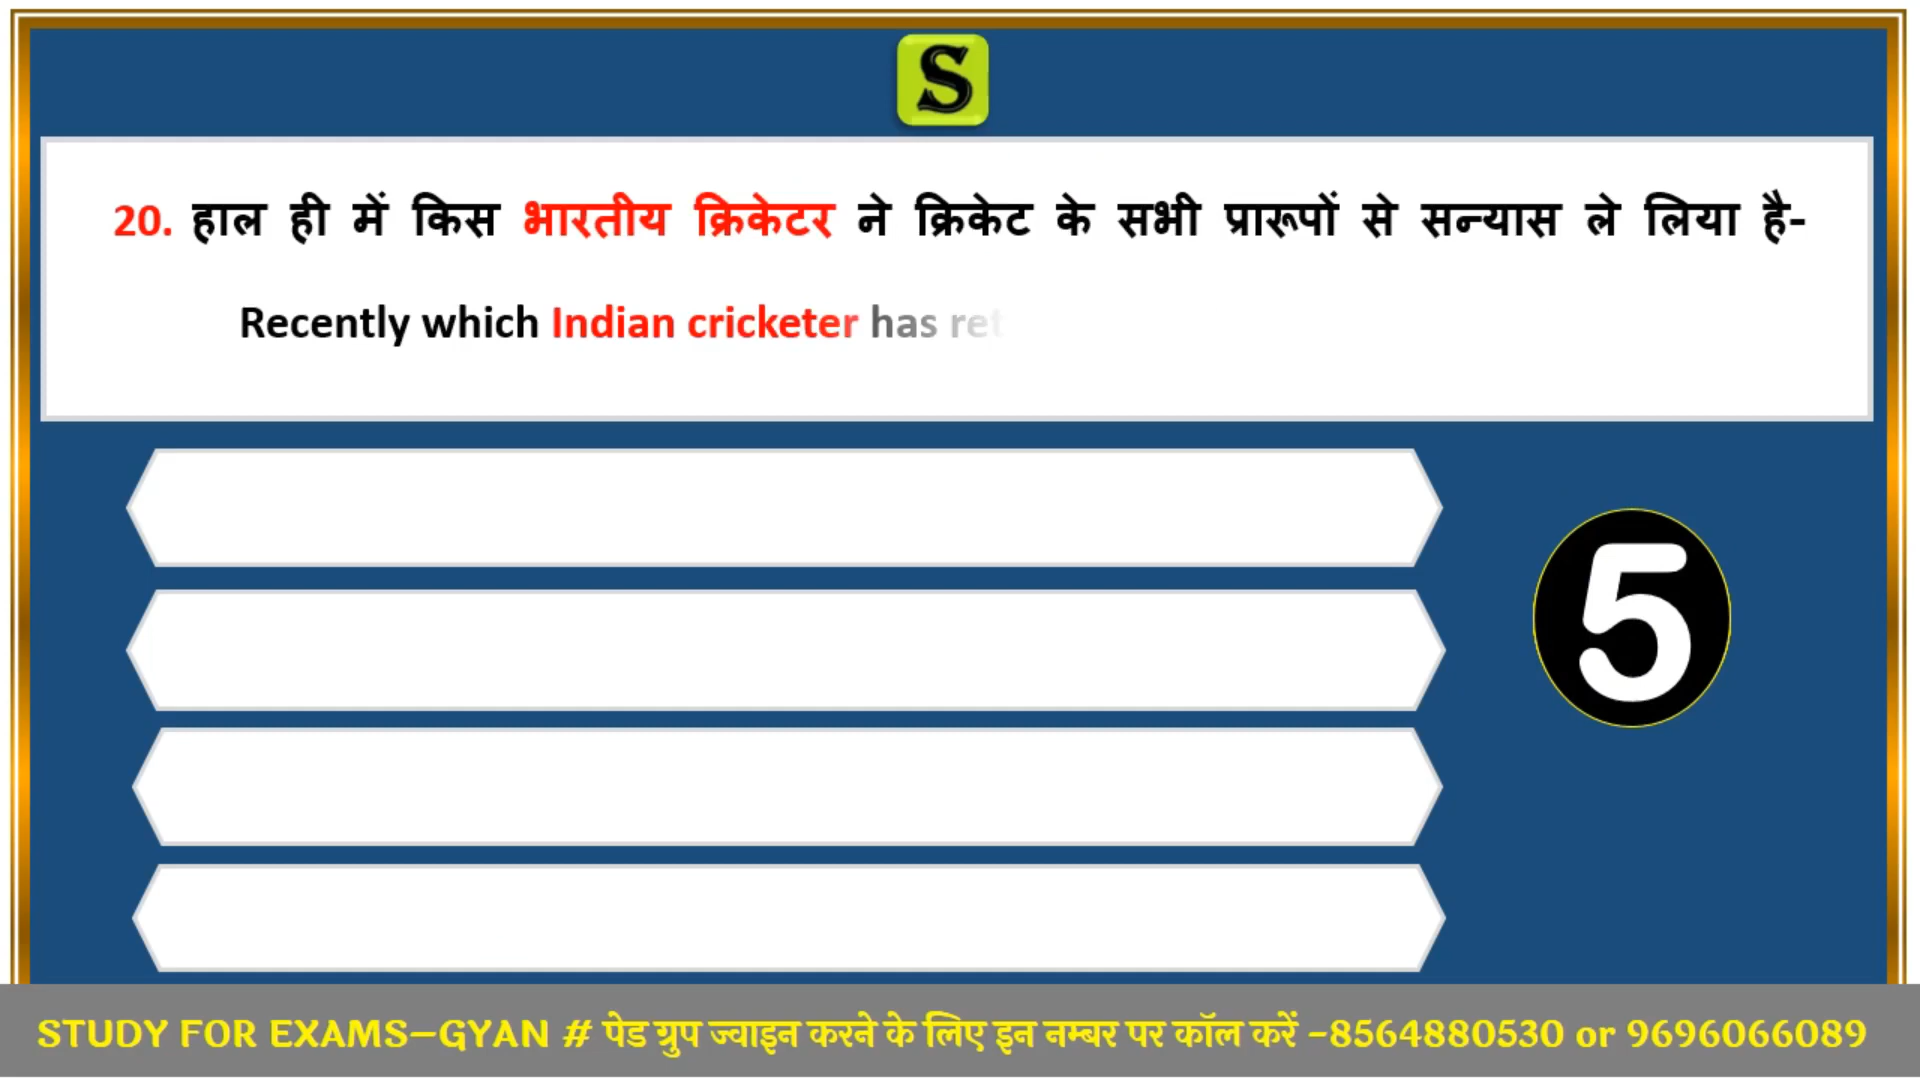 S
20. हाल ही में किस भारतीय क्रिकेटर ने क्रिकेट के सभी प्रारूपों से सन्यास ले लिया है-
Recently which Indian cricketer has ret
5
STUDY FOR EXAMS–GYAN # पेड ग्रुप ज्वाइन करने के लिए इन नम्बर पर कॉल करें -8564880530 or 9696066089